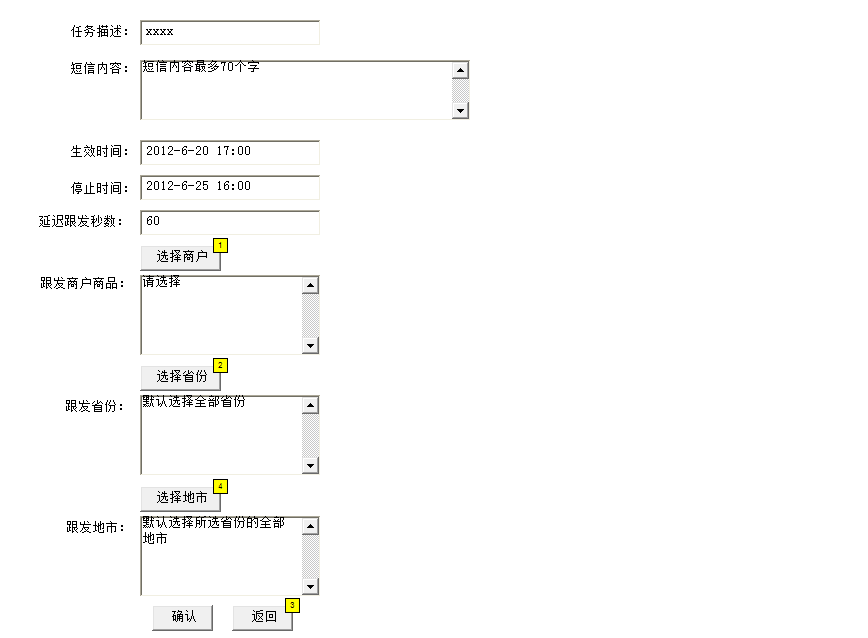 任务描述： xxxx
短信内容： 短信内容最多70个字
生效时间： 2012-6-20 17:00
停止时间： 2012-6-25 16:00
延迟跟发秒数： 60
选择商户 1
跟发商户商品： 请选择
选择省份 2
跟发省份： 默认选择全部省份
选择地市 4
跟发地市： 默认选择所选省份的全部
地市
确认 返回 3